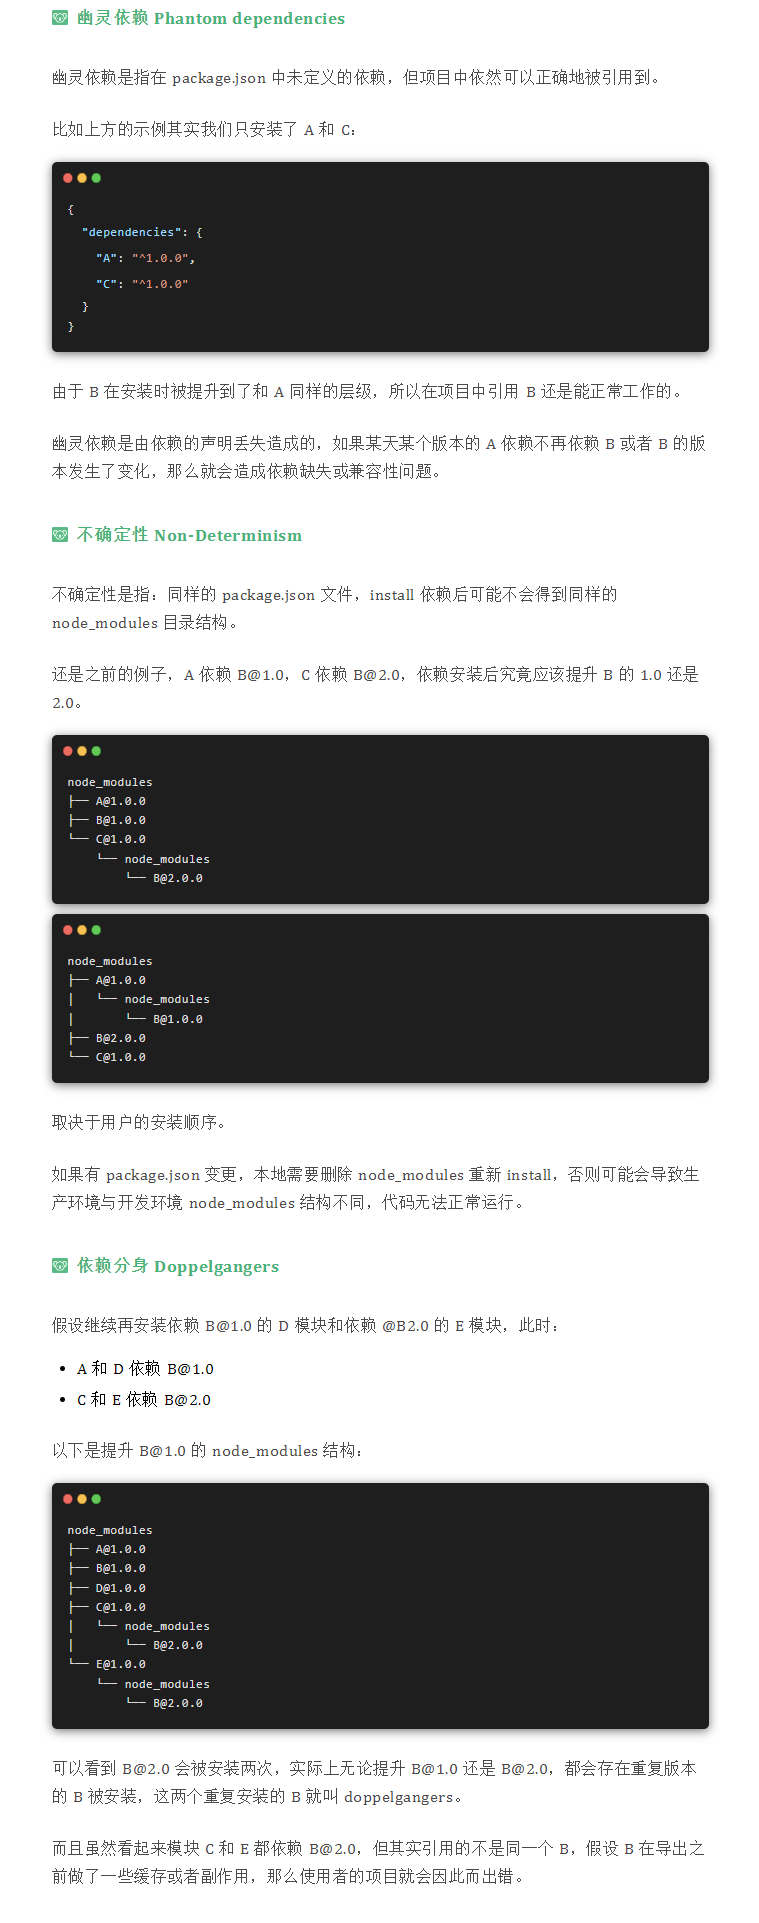 幽灵依赖 Phantom dependencies
幽灵依赖是指在 package.json 中未定义的依赖，但项目中依然可以正确地被引用到。
比如上方的示例其实我们只安装了 A 和 C：
{
  "dependencies": {
    "A": "^1.0.0",
    "C": "^1.0.0"
  }
}
由于 B 在安装时被提升到了和 A 同样的层级，所以在项目中引用 B 还是能正常工作的。
幽灵依赖是由依赖的声明丢失造成的，如果某天某个版本的 A 依赖不再依赖 B 或者 B 的版
本发生了变化，那么就会造成依赖缺失或兼容性问题。
不确定性 Non-Determinism
不确定性是指：同样的 package.json 文件，install 依赖后可能不会得到同样的
node_modules 目录结构。
还是之前的例子，A 依赖 B@1.0，C 依赖 B@2.0，依赖安装后究竟应该提升 B 的 1.0 还是
2.0。
node_modules
├── A@1.0.0
├── B@1.0.0
└── C@1.0.0
    └── node_modules
        └── B@2.0.0
node_modules
├── A@1.0.0
│   └── node_modules
│       └── B@1.0.0
├── B@2.0.0
└── C@1.0.0
取决于用户的安装顺序。
如果有 package.json 变更，本地需要删除 node_modules 重新 install，否则可能会导致生
产环境与开发环境 node_modules 结构不同，代码无法正常运行。
依赖分身 Doppelgangers
假设继续再安装依赖 B@1.0 的 D 模块和依赖 @B2.0 的 E 模块，此时：
• A 和 D 依赖 B@1.0
• C 和 E 依赖 B@2.0
以下是提升 B@1.0 的 node_modules 结构：
node_modules
├── A@1.0.0
├── B@1.0.0
├── D@1.0.0
├── C@1.0.0
│   └── node_modules
│       └── B@2.0.0
└── E@1.0.0
    └── node_modules
        └── B@2.0.0
可以看到 B@2.0 会被安装两次，实际上无论提升 B@1.0 还是 B@2.0，都会存在重复版本
的 B 被安装，这两个重复安装的 B 就叫 doppelgangers。
而且虽然看起来模块 C 和 E 都依赖 B@2.0，但其实引用的不是同一个 B，假设 B 在导出之
前做了一些缓存或者副作用，那么使用者的项目就会因此而出错。